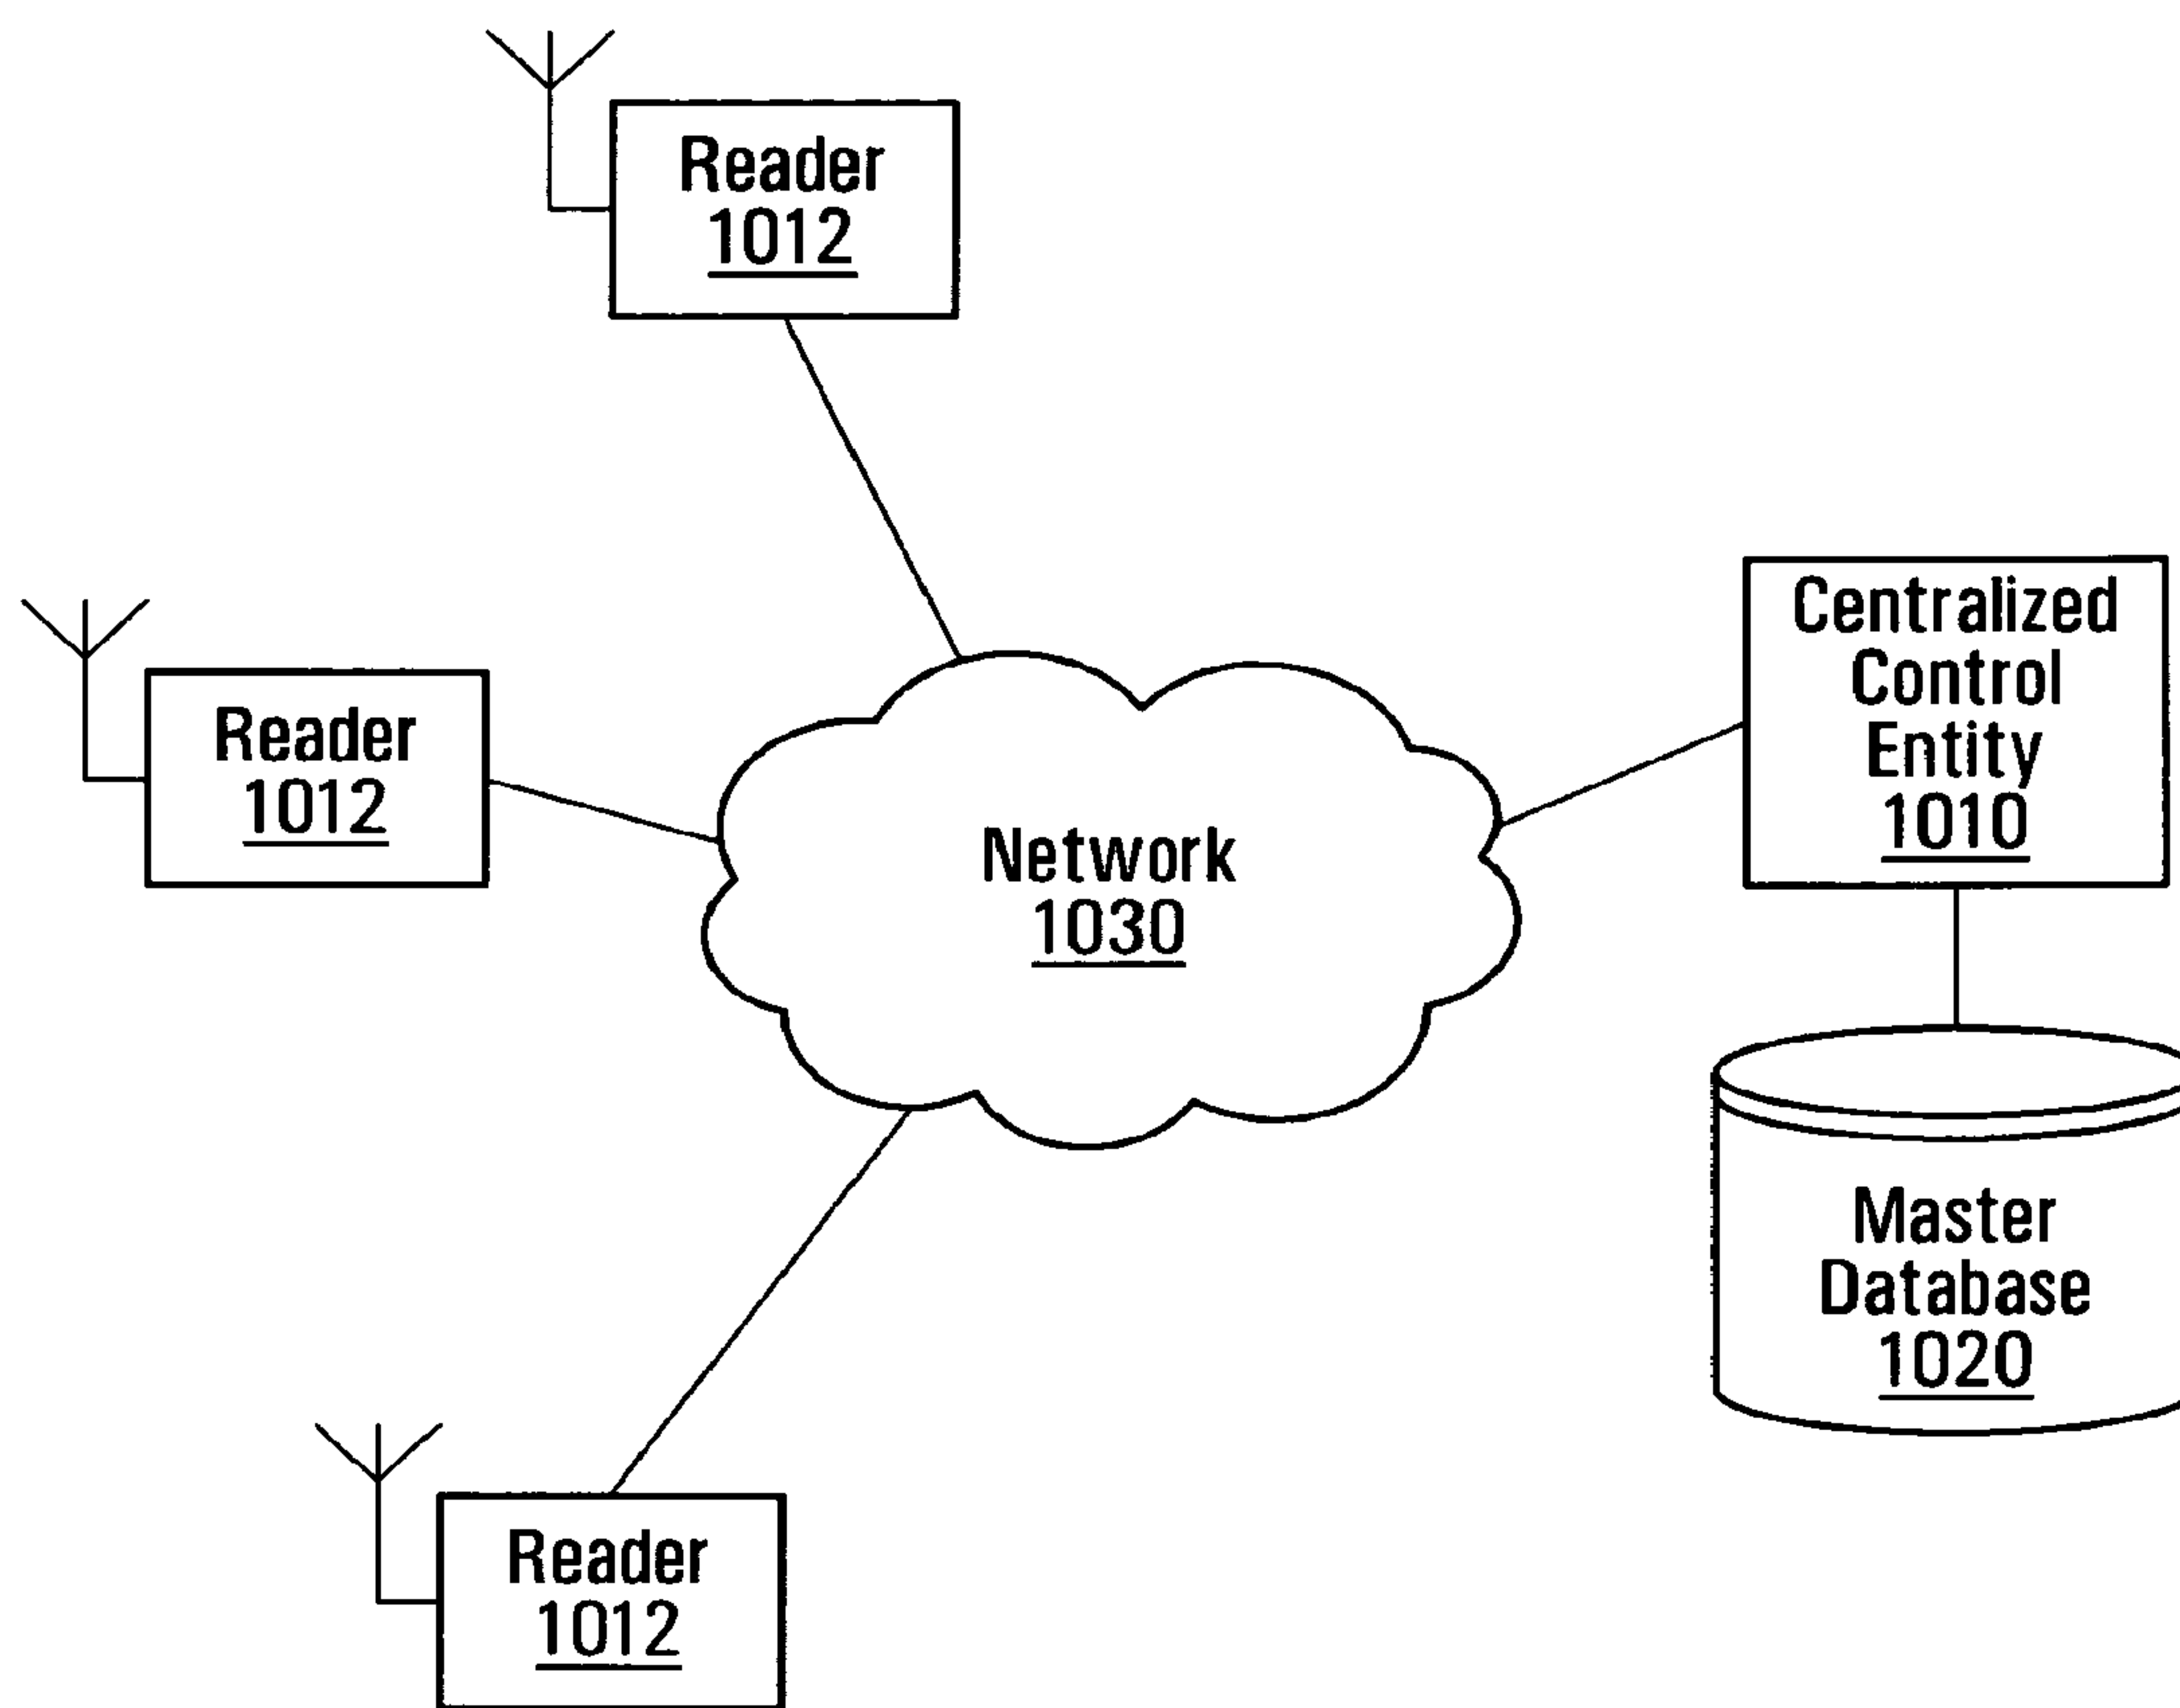 Reader
1012
Centralized
Control
Entity
1010
Reader
1012
Network
1030
Master
Database
1020
Reader
1012